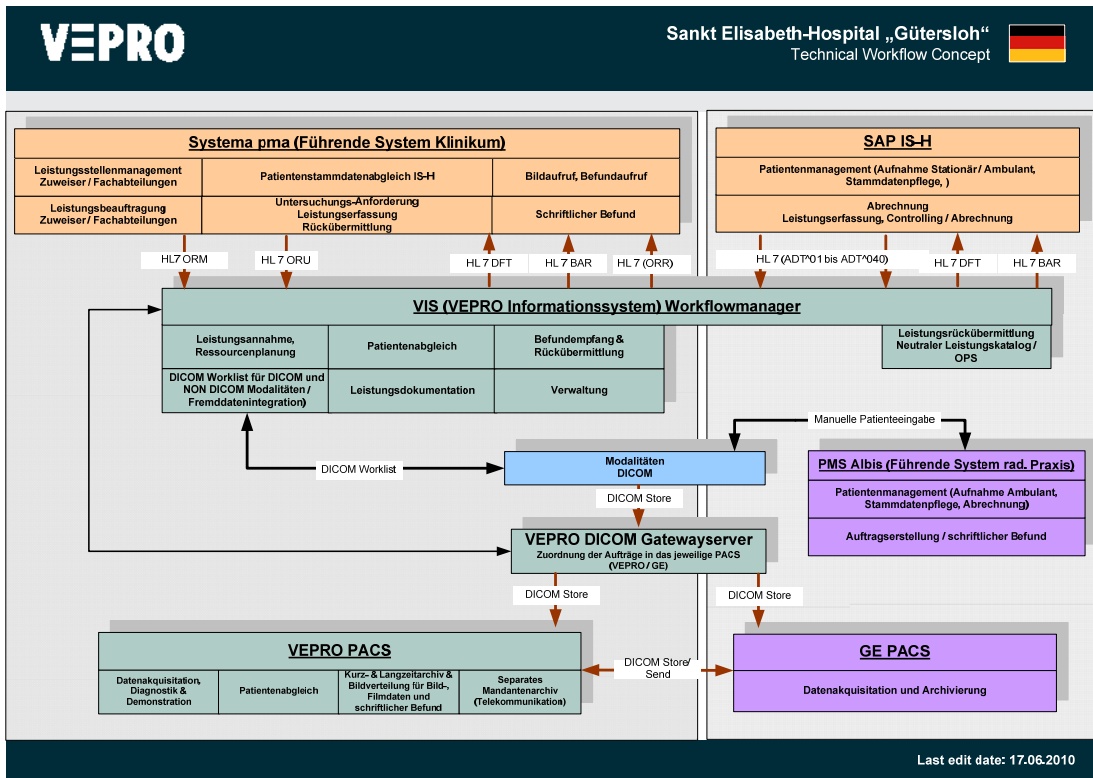 VEPRO
Sankt Elisabeth-Hospital „Gütersloh“
Technical Workflow Concept
Systema pma (Führende System Klinikum)
Leistungsstellenmanagement
Zuweiser / Fachabteilungen
Patientenstammdatenabgleich IS-H
Bildaufruf, Befundaufruf
Leistungsbeauftragung
Zuweiser / Fachabteilungen
Untersuchungs-Anforderung
Leistungserfassung
Rückübermittlung
Schriftlicher Befund
SAP IS-H
Patientenmanagement (Aufnahme Stationär / Ambulant,
Stammdatenpflege, )
Abrechnung
Leistungserfassung, Controlling / Abrechnung
HL7 ORM
HL 7 ORU
HL 7 DFT
HL 7 BAR
HL 7 (ORR)
HL 7 (ADT^01 bis ADT^040)
HL 7 DFT
HL 7 BAR
VIS (VEPRO Informationssystem) Workflowmanager
Leistungsannahme,
Ressourcenplanung
Patientenabgleich
Befundempfang &
Rückübermittlung
Leistungsrückübermittlung
Neutraler Leistungskatalog /
OPS
DICOM Worklist für DICOM und
NON DICOM Modalitäten /
Fremddatenintegration)
Leistungsdokumentation
Verwaltung
Manuelle Patienteeingabe
DICOM Worklist
Modalitäten
DICOM
PMS Albis (Führende System rad. Praxis)
Patientenmanagement (Aufnahme Ambulant,
Stammdatenpflege, Abrechnung)
Auftragserstellung / schriftlicher Befund
DICOM Store
VEPRO DICOM Gatewayserver
Zuordnung der Aufträge in das jeweilige PACS
(VEPRO / GE)
DICOM Store
DICOM Store
VEPRO PACS
Datenakquisitation,
Diagnostik &
Demonstration
Patientenabgleich
Kurz- & Langzeitarchiv &
Bildverteilung für Bild-,
Filmdaten und
schriftlicher Befund
Separates
Mandantenarchiv
(Telekommunikation)
DICOM Store/
Send
GE PACS
Datenakquisitation und Archivierung
Last edit date: 17-06-2010